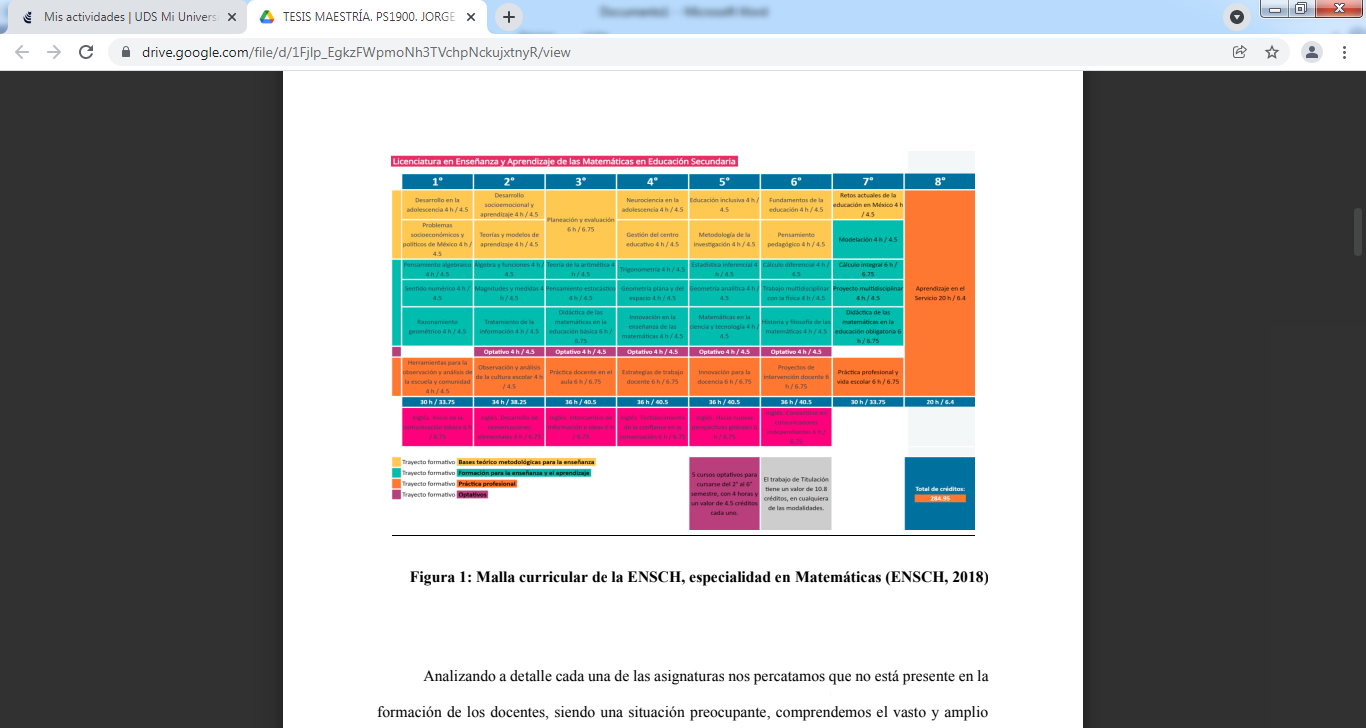 Mis actividades | UDS Mi Univers
TESIS MAESTRÍA. PS1900. JORGE
drive.google.com/file/d/1Fjlp_EgkzFWpmoNh3TVchpNckujxtnyR/view
Licenciatura en Enseñanza y Aprendizaje de las Matemáticas en Educación Secundaria
1° 2° 3° 4° 5° 6° 7° 8°
Desarrollo en la adolescencia 4 h / 4.5
Desarrollo socioemocional y aprendizaje 4 h / 4.5
Planeación y evaluación 6 h / 6.75
Neurociencia en la adolescencia 4 h / 4.5
Educación inclusiva 4 h / 4.5
Fundamentos de la educación 4 h / 4.5
Retos actuales de la educación en México 4 h / 4.5
Aprendizaje en el Servicio 20 h / 6.4
Problemas socioeconómicos y políticos de México 4 h / 4.5
Teorías y modelos de aprendizaje 4 h / 4.5
Gestión del centro educativo 4 h / 4.5
Metodología de la investigación 4 h / 4.5
Pensamiento pedagógico 4 h / 4.5
Modelación 4 h / 4.5
Pensamiento algebraico 4 h / 4.5
Álgebra y funciones 4 h / 4.5
Teoría de la aritmética 4 h / 4.5
Trigonometría 4 h / 4.5
Estadística inferencial 4 h / 4.5
Cálculo diferencial 4 h / 4.5
Cálculo integral 6 h / 6.75
Sentido numérico 4 h / 4.5
Magnitudes y medidas 4 h / 4.5
Pensamiento estocástico 4 h / 4.5
Geometría plana y del espacio 4 h / 4.5
Geometría analítica 4 h / 4.5
Trabajo multidisciplinar con la física 4 h / 4.5
Proyecto multidisciplinar 4 h / 4.5
Razonamiento geométrico 4 h / 4.5
Tratamiento de la información 4 h / 4.5
Didáctica de las matemáticas en la educación básica 6 h / 6.75
Innovación en la enseñanza de las matemáticas 4 h / 4.5
Matemáticas en la ciencia y tecnología 4 h / 4.5
Historia y filosofía de las matemáticas 4 h / 4.5
Didáctica de las matemáticas en la educación obligatoria 6 h / 6.75
Optativo 4 h / 4.5 Optativo 4 h / 4.5 Optativo 4 h / 4.5 Optativo 4 h / 4.5 Optativo 4 h / 4.5
Herramientas para la observación y análisis de la escuela y comunidad 4 h / 4.5
Observación y análisis de la cultura escolar 4 h / 4.5
Práctica docente en el aula 6 h / 6.75
Estrategias de trabajo docente 6 h / 6.75
Innovación para la docencia 6 h / 6.75
Proyectos de intervención docente 6 h / 6.75
Práctica profesional y vida escolar 6 h / 6.75
30 h / 33.75 34 h / 38.25 36 h / 40.5 36 h / 40.5 36 h / 40.5 36 h / 40.5 30 h / 33.75 20 h / 6.4
Trayecto formativo Bases teórico metodológicas para la enseñanza
Trayecto formativo Formación para la enseñanza y el aprendizaje
Trayecto formativo Práctica profesional
Trayecto formativo Optativos
5 cursos optativos para
cursarse del 2° al 6°
semestre, con 4 horas y
un valor de 4.5 créditos
cada uno.
El trabajo de Titulación
tiene un valor de 10.8
créditos, en cualquiera
de las modalidades.
Total de créditos:
284.95
Figura 1: Malla curricular de la ENSCH, especialidad en Matemáticas (ENSCH, 2018)
Analizando a detalle cada una de las asignaturas nos percatamos que no está presente en la
formación de los docentes, siendo una situación preocupante, comprendemos el vasto y amplio